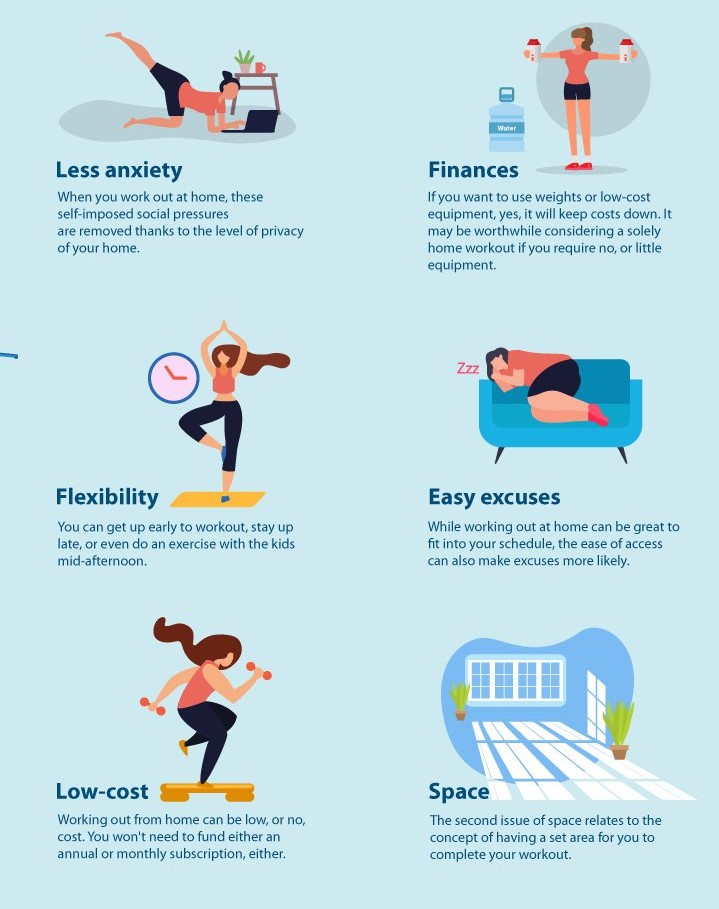 Water
Less anxiety
When you work out at home, these
self-imposed social pressures
are removed thanks to the level of privacy
of your home.
Finances
If you want to use weights or low-cost
equipment, yes, it will keep costs down. It
may be worthwhile considering a solely
home workout if you require no, or little
equipment.
Flexibility
You can get up early to workout, stay up
late, or even do an exercise with the kids
mid-afternoon.
Zzz
Easy excuses
While working out at home can be great to
fit into your schedule, the ease of access
can also make excuses more likely.
Low-cost
Working out from home can be low, or no,
cost. You won't need to fund either an
annual or monthly subscription, either.
Space
The second issue of space relates to the
concept of having a set area for you to
complete your workout.